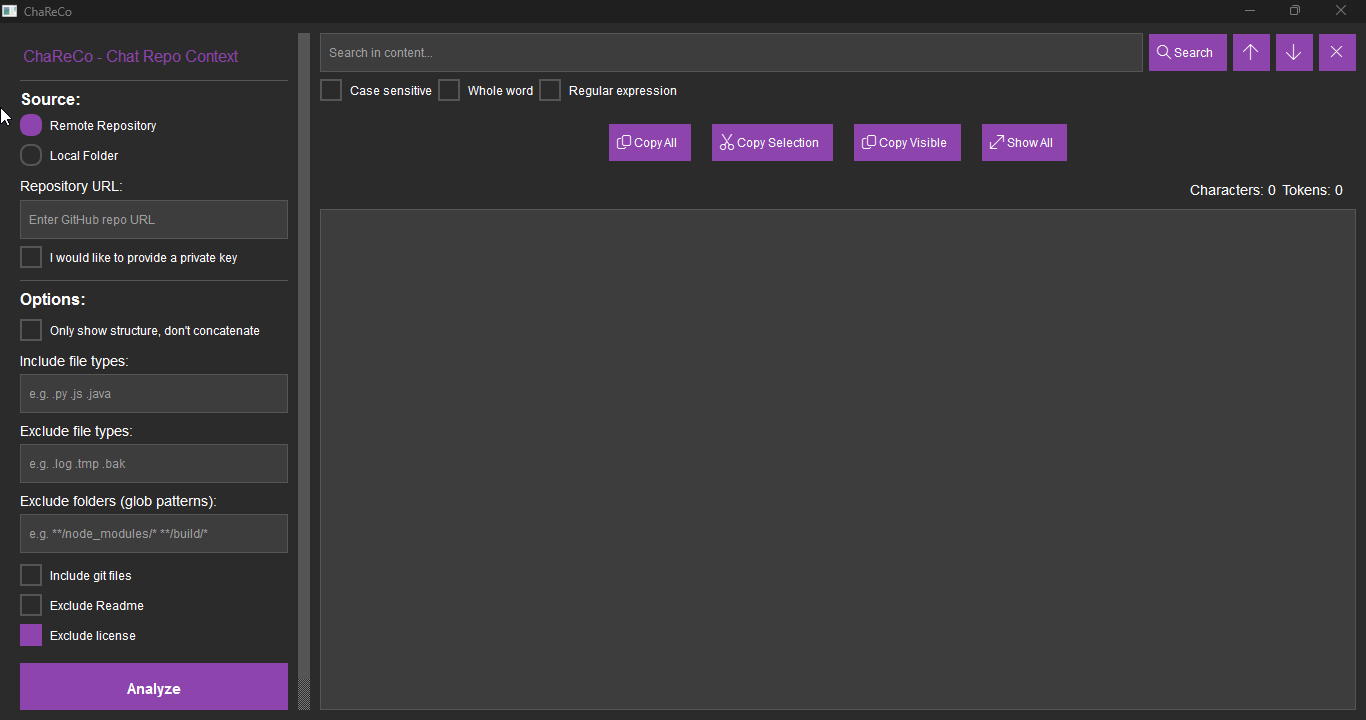 ChaReCo
ChaReCo - Chat Repo Context
Source:
Remote Repository
Local Folder
Repository URL:
Enter GitHub repo URL
I would like to provide a private key
Options:
Only show structure, don't concatenate
Include file types:
e.g. .py .js .java
Exclude file types:
e.g. .log .tmp .bak
Exclude folders (glob patterns):
e.g. **/node_modules/* **/build/*
Include git files
Exclude Readme
Exclude license
Analyze
Search in content...
Search
Case sensitive
Whole word
Regular expression
Copy All
Copy Selection
Copy Visible
Show All
Characters: 0 Tokens: 0